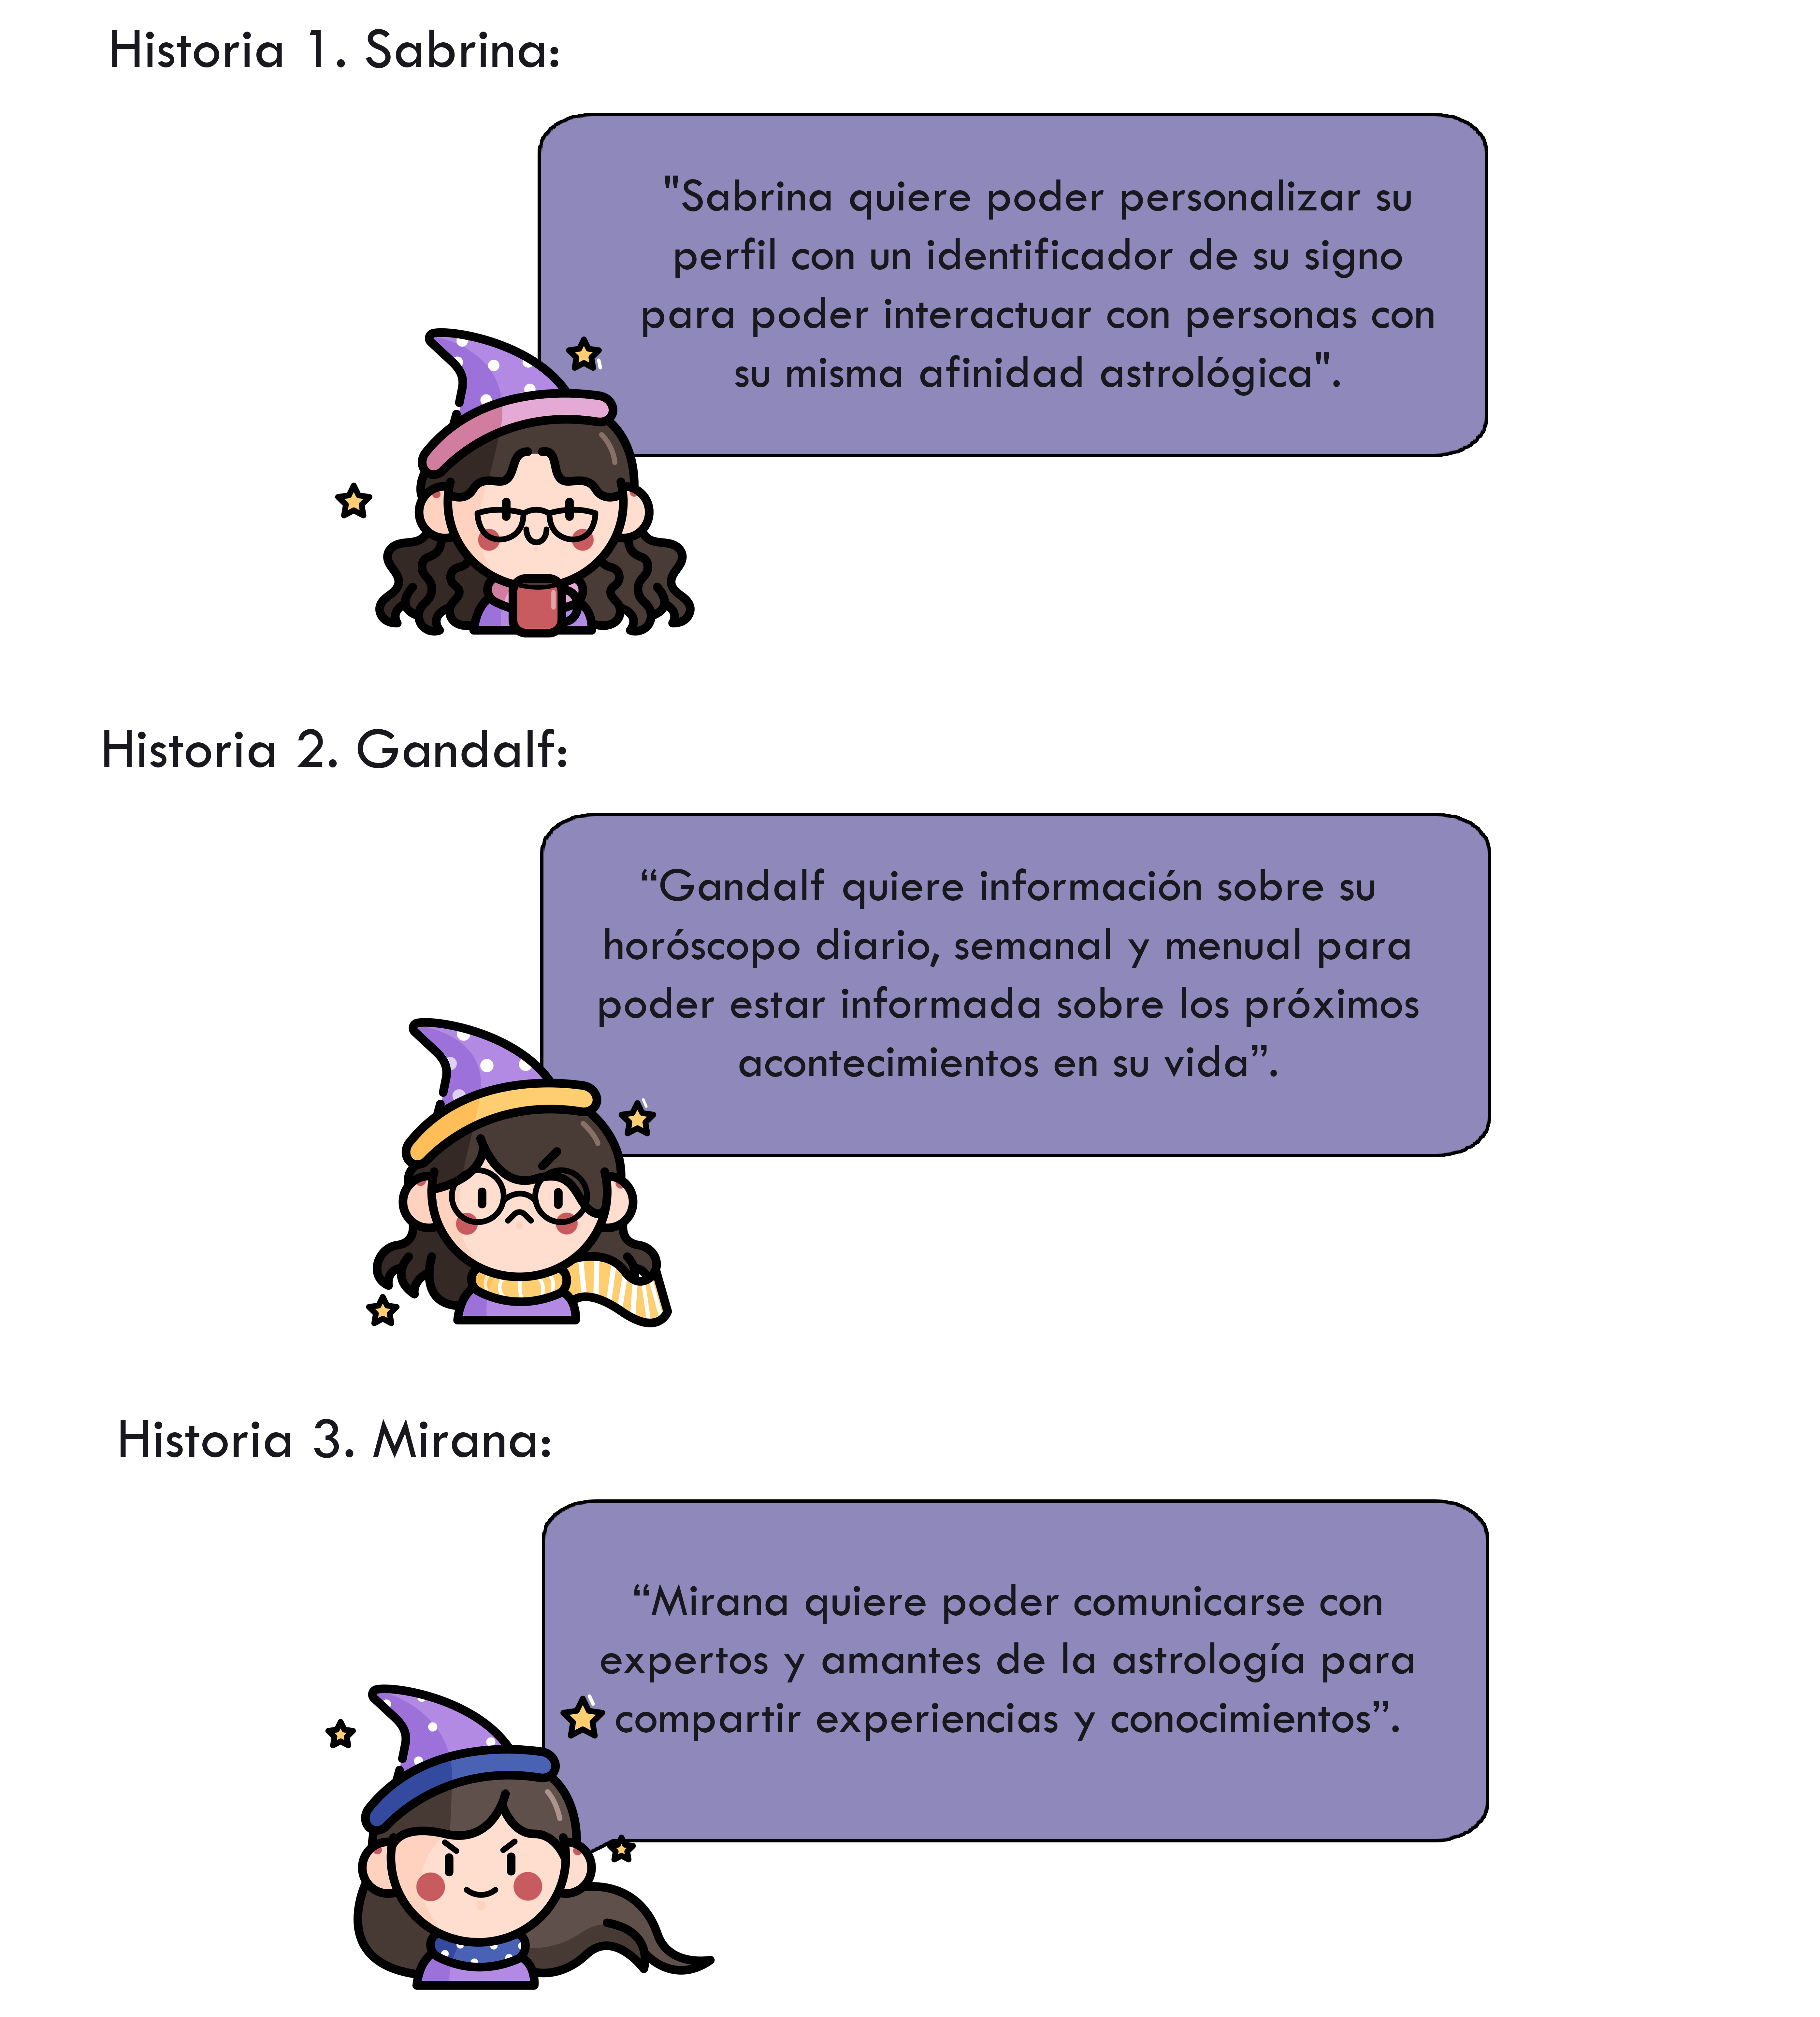 Historia 1. Sabrina:
"Sabrina quiere poder personalizar su
perfil con un identificador de su signo
para poder interactuar con personas con
su misma afinidad astrológica".
Historia 2. Gandalf:
“Gandalf quiere información sobre su
horóscopo diario, semanal y menual para
poder estar informada sobre los próximos
acontecimientos en su vida”.
Historia 3. Mirana:
“Mirana quiere poder comunicarse con
expertos y amantes de la astrología para
compartir experiencias y conocimientos”.